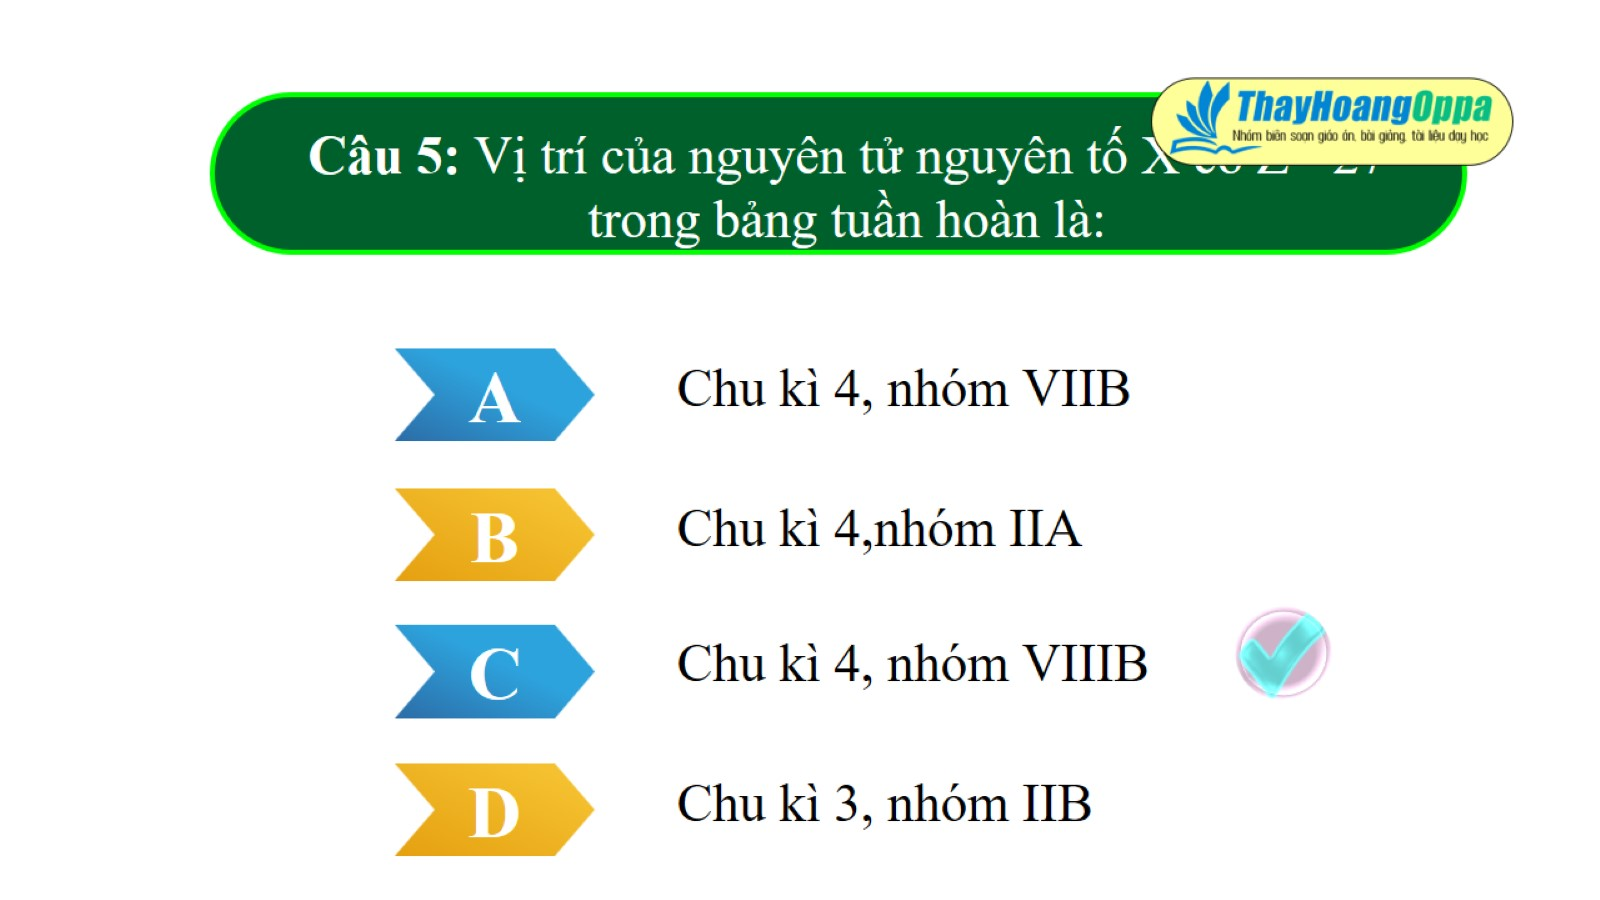 ThayHoangOppa
Nhóm biên soạn giáo án, bài giảng, tài liệu dạy học
Câu 5: Vị trí của nguyên tử nguyên tố X có Z 27
trong bảng tuần hoàn là:
A Chu kì 4, nhóm VIIB
B Chu kì 4,nhóm IIA
C Chu kì 4, nhóm VIIIB
D Chu kì 3, nhóm IIB